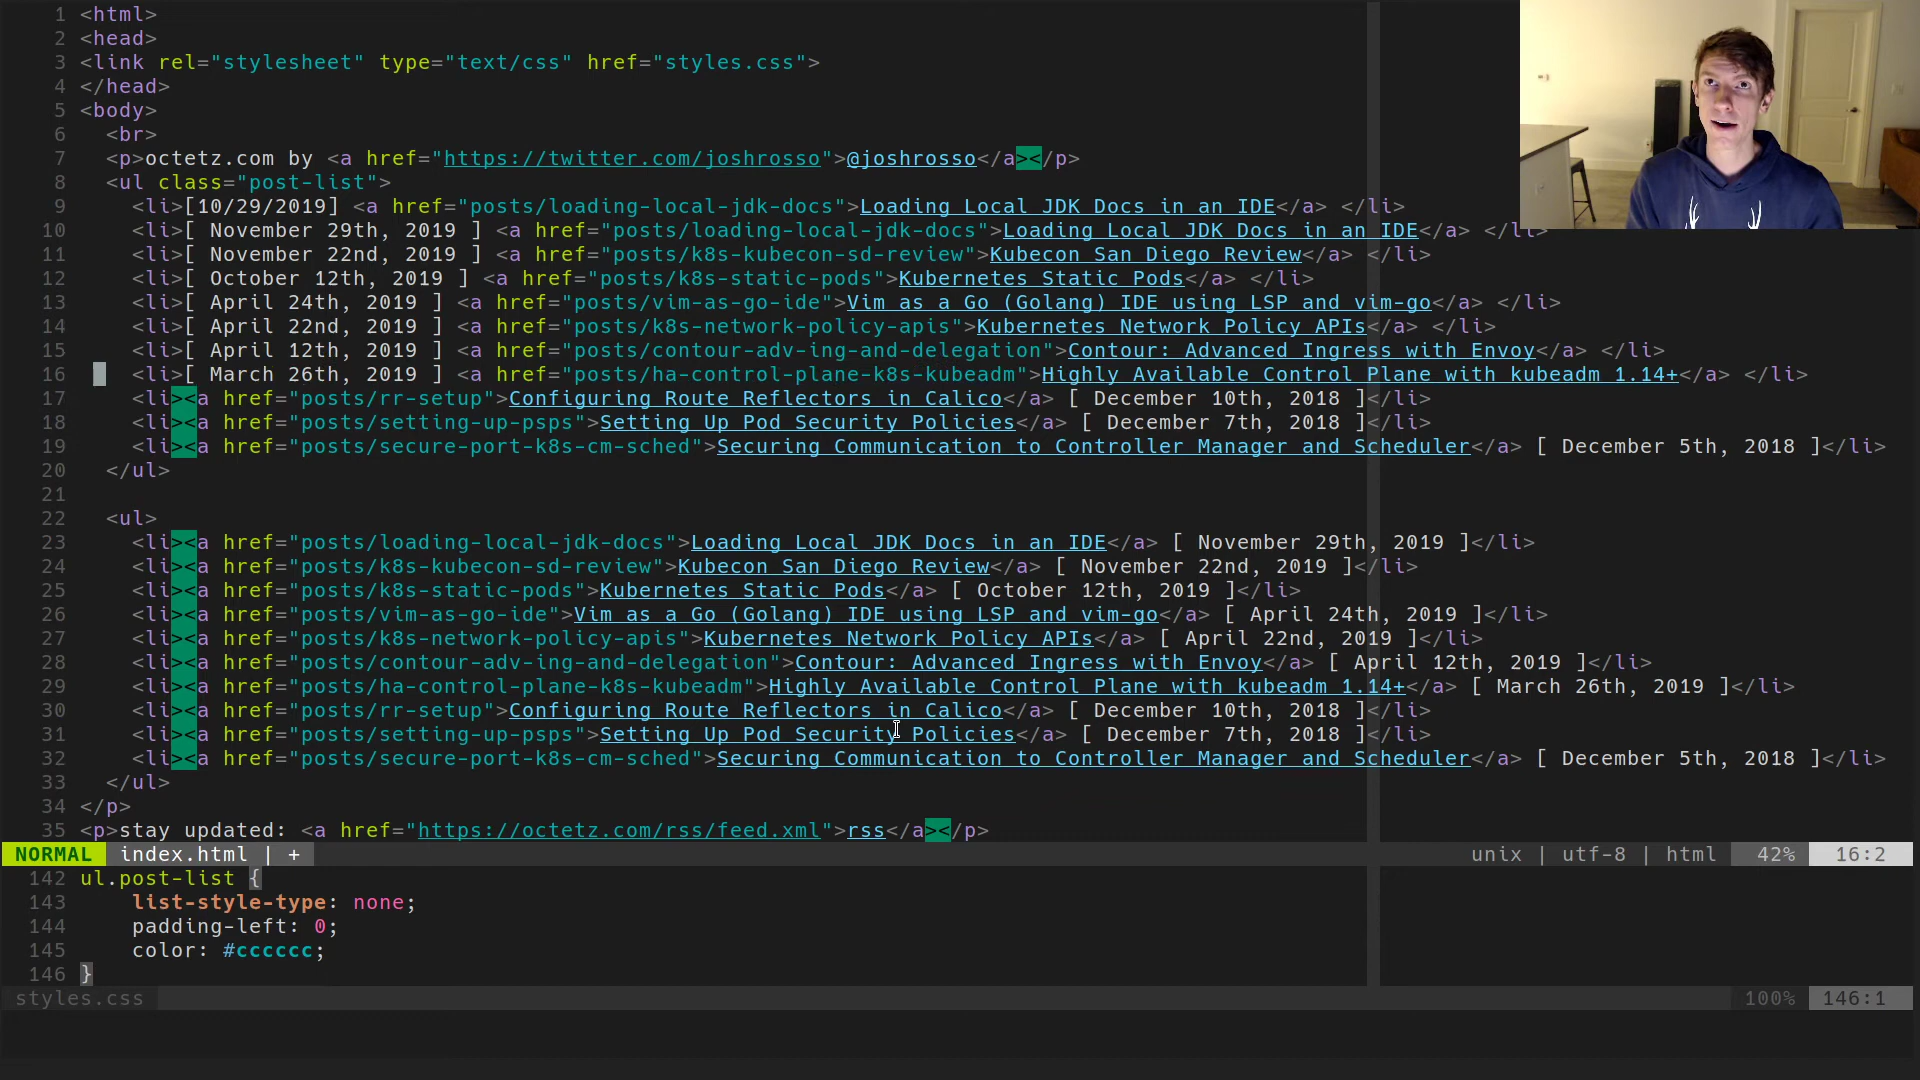 1 <html>
2 <head>
3 <link rel="stylesheet" type="text/css" href="styles.css">
4 </head>
5 <body>
6 <br>
7 <p>octetz.com by <a href="https://twitter.com/joshrosso">@joshrosso</a></p>
8 <ul class="post-list">
9 <li>[10/29/2019] <a href="posts/loading-local-jdk-docs">Loading Local JDK Docs in an IDE</a> </li>
10 <li>[ November 29th, 2019 ] <a href="posts/loading-local-jdk-docs">Loading Local JDK Docs in an IDE</a> </li>
11 <li>[ November 22nd, 2019 ] <a href="posts/k8s-kubecon-sd-review">Kubecon San Diego Review</a> </li>
12 <li>[ October 12th, 2019 ] <a href="posts/k8s-static-pods">Kubernetes Static Pods</a> </li>
13 <li>[ April 24th, 2019 ] <a href="posts/vim-as-go-ide">Vim as a Go (Golang) IDE using LSP and vim-go</a> </li>
14 <li>[ April 22nd, 2019 ] <a href="posts/k8s-network-policy-apis">Kubernetes Network Policy APIs</a> </li>
15 <li>[ April 12th, 2019 ] <a href="posts/contour-adv-ing-and-delegation">Contour: Advanced Ingress with Envoy</a> </li>
16 <li>[ March 26th, 2019 ] <a href="posts/ha-control-plane-k8s-kubeadm">Highly Available Control Plane with kubeadm 1.14+</a> </li>
17 <li><a href="posts/rr-setup">Configuring Route Reflectors in Calico</a> [ December 10th, 2018 ]</li>
18 <li><a href="posts/setting-up-psps">Setting Up Pod Security Policies</a> [ December 7th, 2018 ]</li>
19 <li><a href="posts/secure-port-k8s-cm-sched">Securing Communication to Controller Manager and Scheduler</a> [ December 5th, 2018 ]</li>
20 </ul>
21
22 <ul>
23 <li><a href="posts/loading-local-jdk-docs">Loading Local JDK Docs in an IDE</a> [ November 29th, 2019 ]</li>
24 <li><a href="posts/k8s-kubecon-sd-review">Kubecon San Diego Review</a> [ November 22nd, 2019 ]</li>
25 <li><a href="posts/k8s-static-pods">Kubernetes Static Pods</a> [ October 12th, 2019 ]</li>
26 <li><a href="posts/vim-as-go-ide">Vim as a Go (Golang) IDE using LSP and vim-go</a> [ April 24th, 2019 ]</li>
27 <li><a href="posts/k8s-network-policy-apis">Kubernetes Network Policy APIs</a> [ April 22nd, 2019 ]</li>
28 <li><a href="posts/contour-adv-ing-and-delegation">Contour: Advanced Ingress with Envoy</a> [ April 12th, 2019 ]</li>
29 <li><a href="posts/ha-control-plane-k8s-kubeadm">Highly Available Control Plane with kubeadm 1.14+</a> [ March 26th, 2019 ]</li>
30 <li><a href="posts/rr-setup">Configuring Route Reflectors in Calico</a> [ December 10th, 2018 ]</li>
31 <li><a href="posts/setting-up-psps">Setting Up Pod Security Policies</a> [ December 7th, 2018 ]</li>
32 <li><a href="posts/secure-port-k8s-cm-sched">Securing Communication to Controller Manager and Scheduler</a> [ December 5th, 2018 ]</li>
33 </ul>
34 </p>
35 <p>stay updated: <a href="https://octetz.com/rss/feed.xml">rss</a></p>
NORMAL index.html | + unix | utf-8 | html 42% 16:2
142 ul.post-list {
143 list-style-type: none;
144 padding-left: 0;
145 color: #cccccc;
146 }
styles.css 100% 146:1